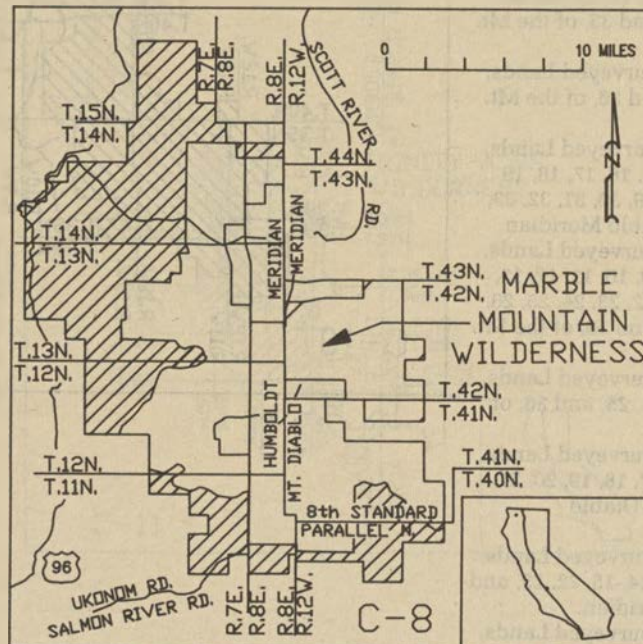 0 10 MILES
R.7E.
R.8E.
R.8E.
R.12W.
SCOTT RIVER RD.
N
T.15N.
T.14N.
T.44N.
T.43N.
T.14N.
T.13N.
MERIDIAN
MERIDIAN
T.43N.
T.42N.
MARBLE
MOUNTAIN
WILDERNESS
T.13N.
T.12N.
T.42N.
T.41N.
HUMBOLDT
MT. DIABLO
T.12N.
T.11N.
T.41N.
T.40N.
8th STANDARD
PARALLEL N.
96
UKONOM RD.
SALMON RIVER RD.
R.7E.
R.8E.
R.8E.
R.12W.
C-8